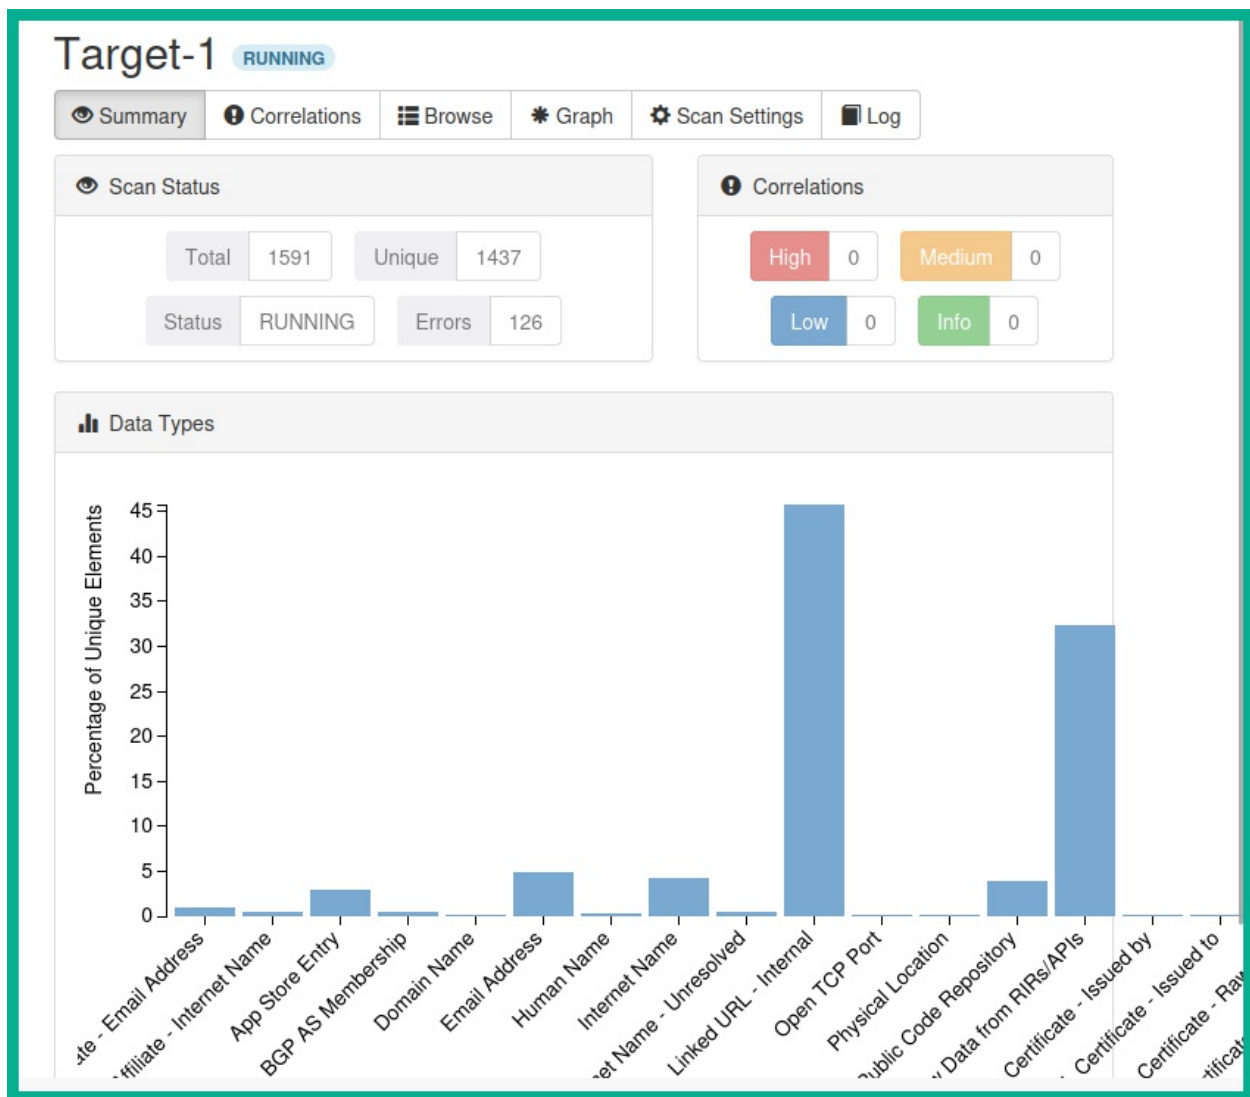 Target-1 RUNNING
Summary Correlations Browse Graph Scan Settings Log
Scan Status
Total 1591 Unique 1437
Status RUNNING Errors 126
Correlations
High 0 Medium 0
Low 0 Info 0
Data Types
Percentage of Unique Elements
45
40
35
30
25
20
15
10
5
0
- Email Address
- Internet Name
App Store Entry
BGP AS Membership
Domain Name
Email Address
Human Name
Internet Name
Name - Unresolved
Linked URL - Internal
Open TCP Port
Physical Location
Public Code Repository
Data from RIRs/APIs
Certificate - Issued by
Certificate - Issued to
Certificate -